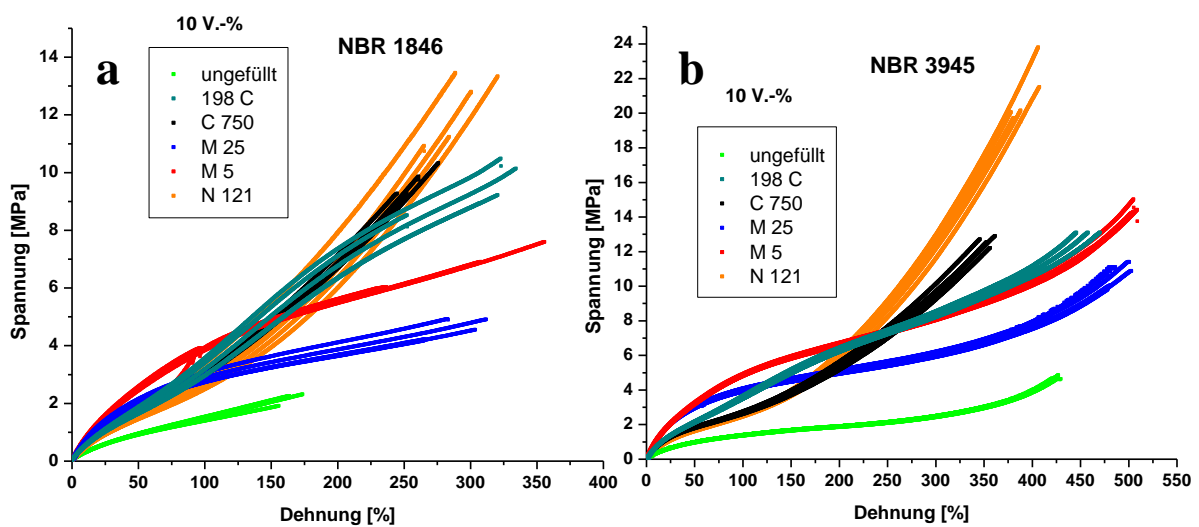 10 V.-%
NBR 1846
a
ungefüllt
198 C
C 750
M 25
M 5
N 121
14
12
10
8
6
4
2
0
Spannung [MPa]
0 50 100 150 200 250 300 350 400
Dehnung [%]
b
NBR 3945
10 V.-%
ungefüllt
198 C
C 750
M 25
M 5
N 121
24
22
20
18
16
14
12
10
8
6
4
2
0
Spannung [MPa]
0 50 100 150 200 250 300 350 400 450 500 550
Dehnung [%]